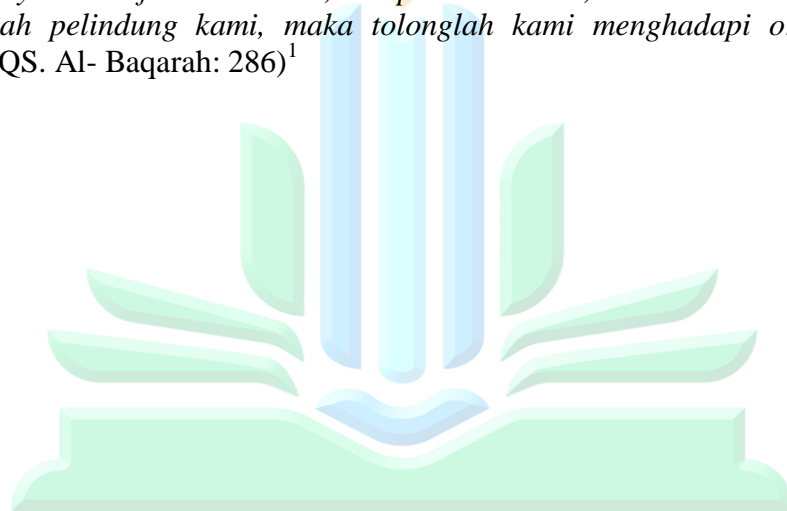 ah pelindung kami, maka tolonglah kami menghadapi o
QS. Al- Baqarah: 286)1